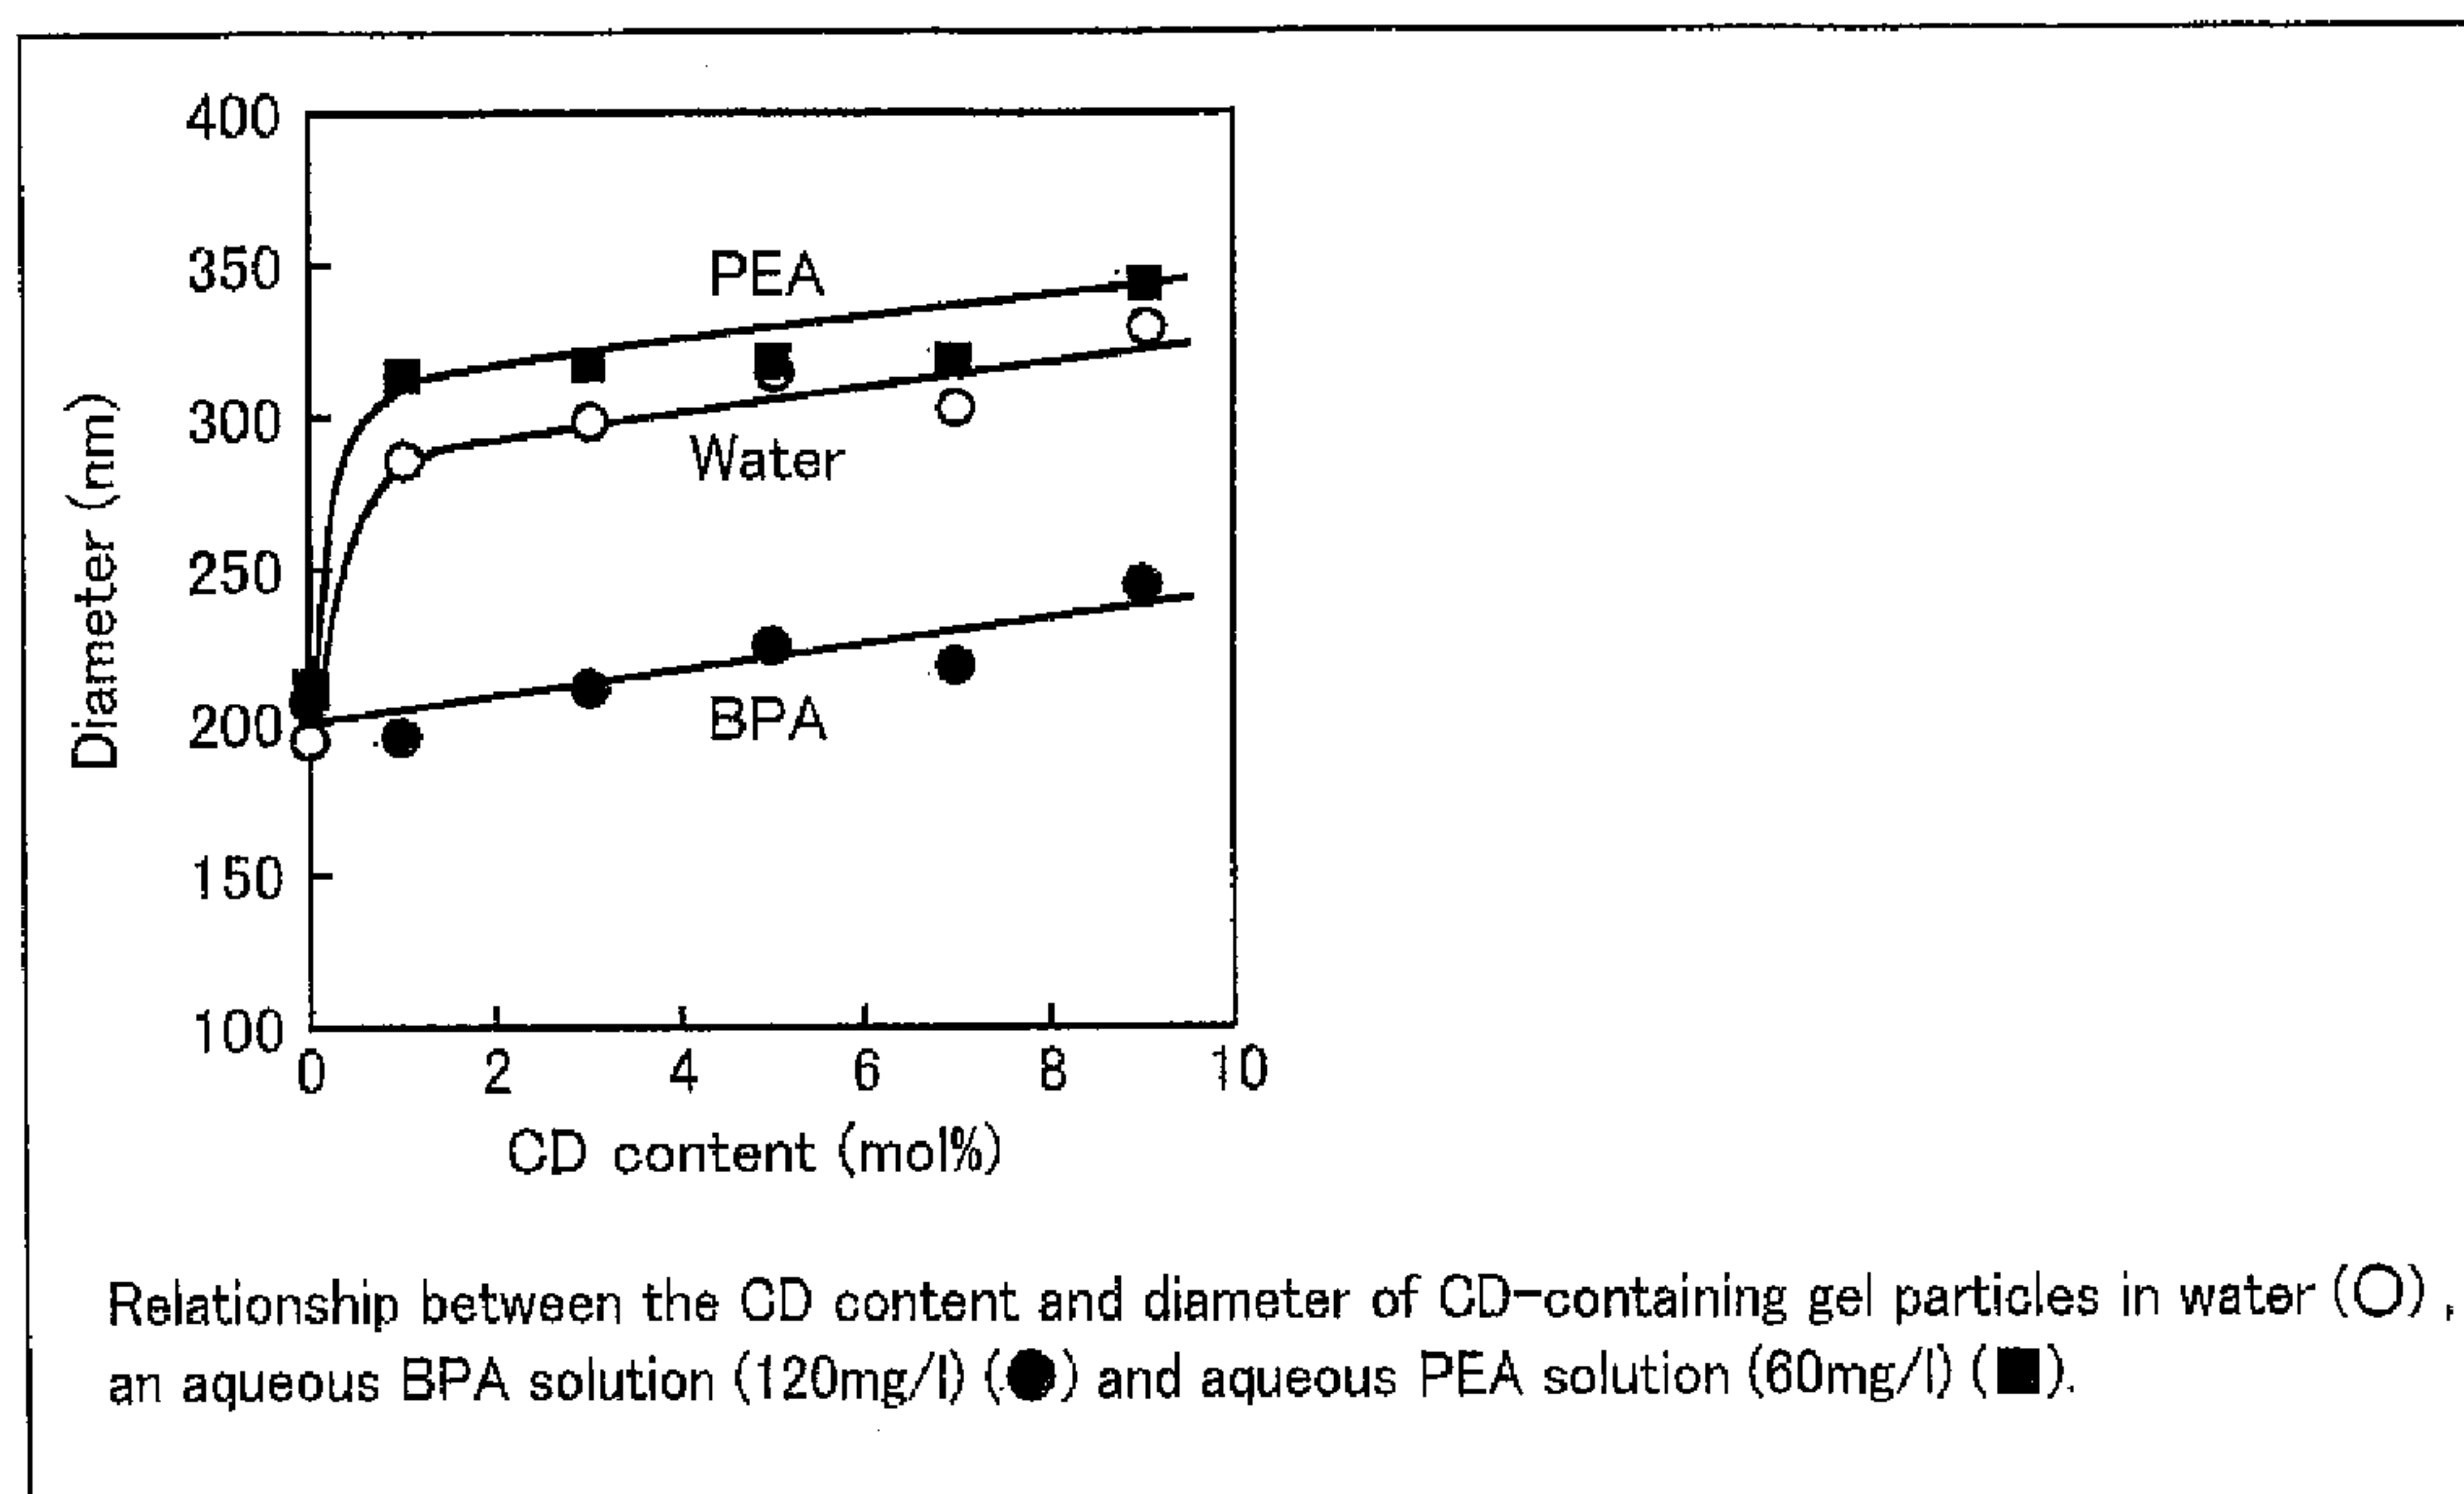 400
350
300
250
200
150
100
Diameter (nm)
PEA
Water
BPA
0 2 4 6 8 10
CD content (mol%)
Relationship between the CD content and diameter of CD-containing gel particles in water (○),
an aqueous BPA solution (120mg/l) (●) and aqueous PEA solution (60mg/l) (■).